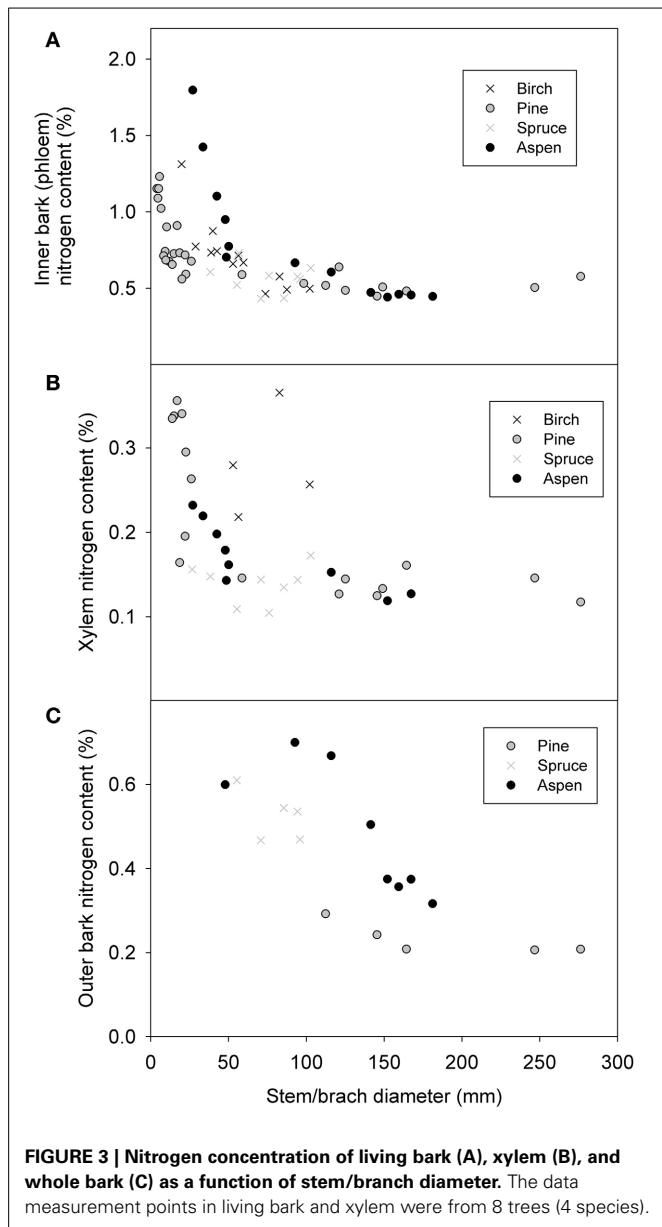 A
Inner bark (phloem)
nitrogen content (%)
2.0
1.5
1.0
0.5
Birch
Pine
Spruce
Aspen
B
Xylem nitrogen content (%)
0.3
0.2
0.1
Birch
Pine
Spruce
Aspen
C
Outer bark nitrogen content (%)
0.6
0.4
0.2
0.0
Pine
Spruce
Aspen
0 50 100 150 200 250 300
Stem/brach diameter (mm)
FIGURE 3 | Nitrogen concentration of living bark (A), xylem (B), and
whole bark (C) as a function of stem/branch diameter. The data
measurement points in living bark and xylem were from 8 trees (4 species).